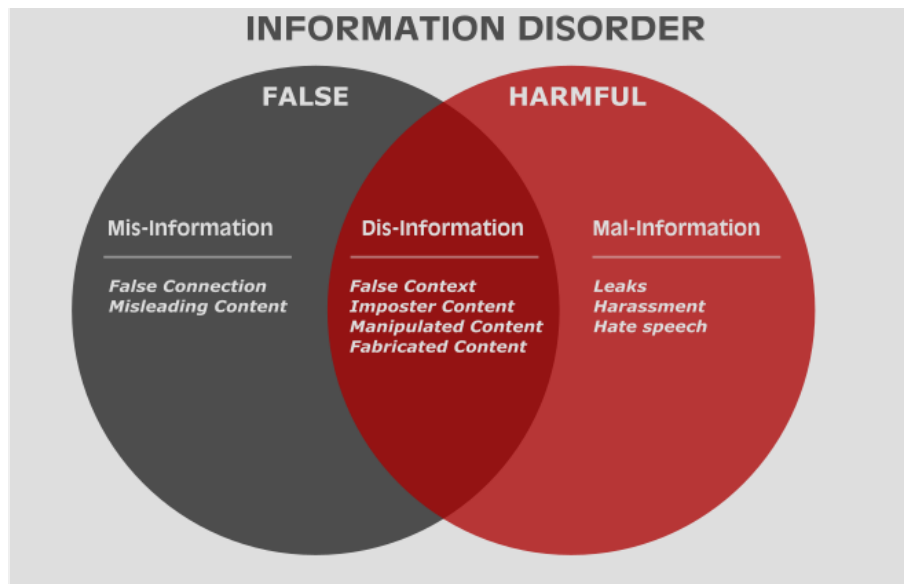 INFORMATION DISORDER
FALSE
HARMFUL
Mis-Information
False Connection
Misleading Content
Dis-Information
False Context
Imposter Content
Manipulated Content
Fabricated Content
Mal-Information
Leaks
Harassment
Hate speech